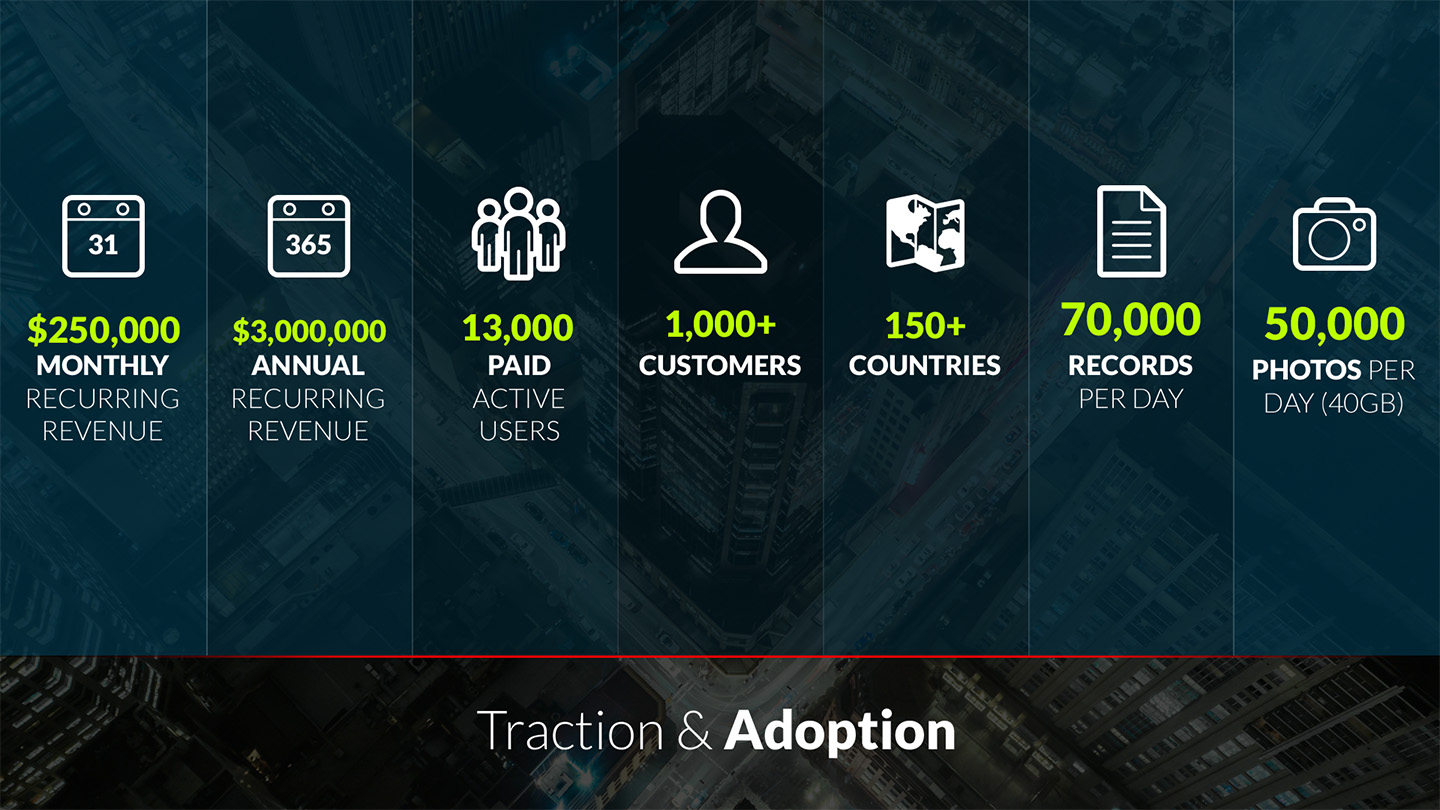 31
$250,000
MONTHLY
RECURRING
REVENUE
365
$3,000,000
ANNUAL
RECURRING
REVENUE
13,000
PAID
ACTIVE
USERS
1,000+
CUSTOMERS
150+
COUNTRIES
70,000
RECORDS
PER DAY
50,000
PHOTOS PER
DAY (40GB)
Traction & Adoption